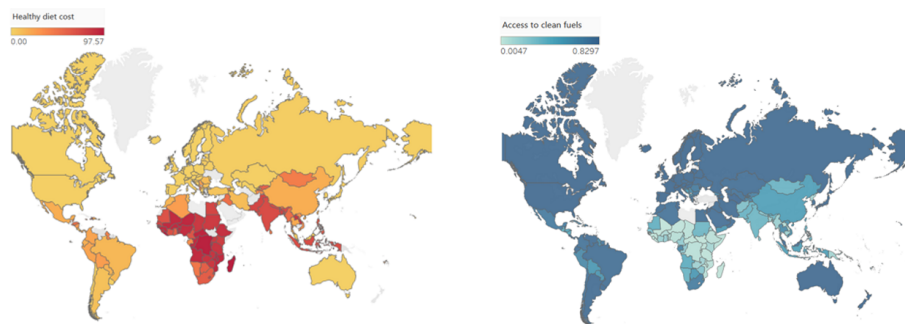 Healthy diet cost
0.00 97.57
Access to clean fuels
0.0047 0.8297